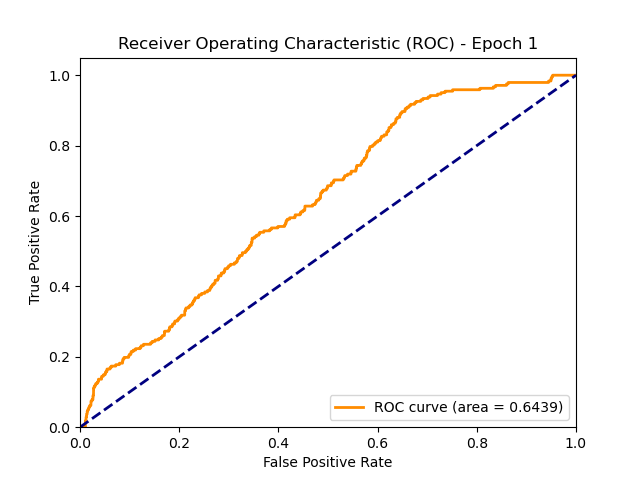 Receiver Operating Characteristic (ROC) - Epoch 1
True Positive Rate
1.0
0.8
0.6
0.4
0.2
0.0
ROC curve (area = 0.6439)
0.0 0.2 0.4 0.6 0.8 1.0
False Positive Rate